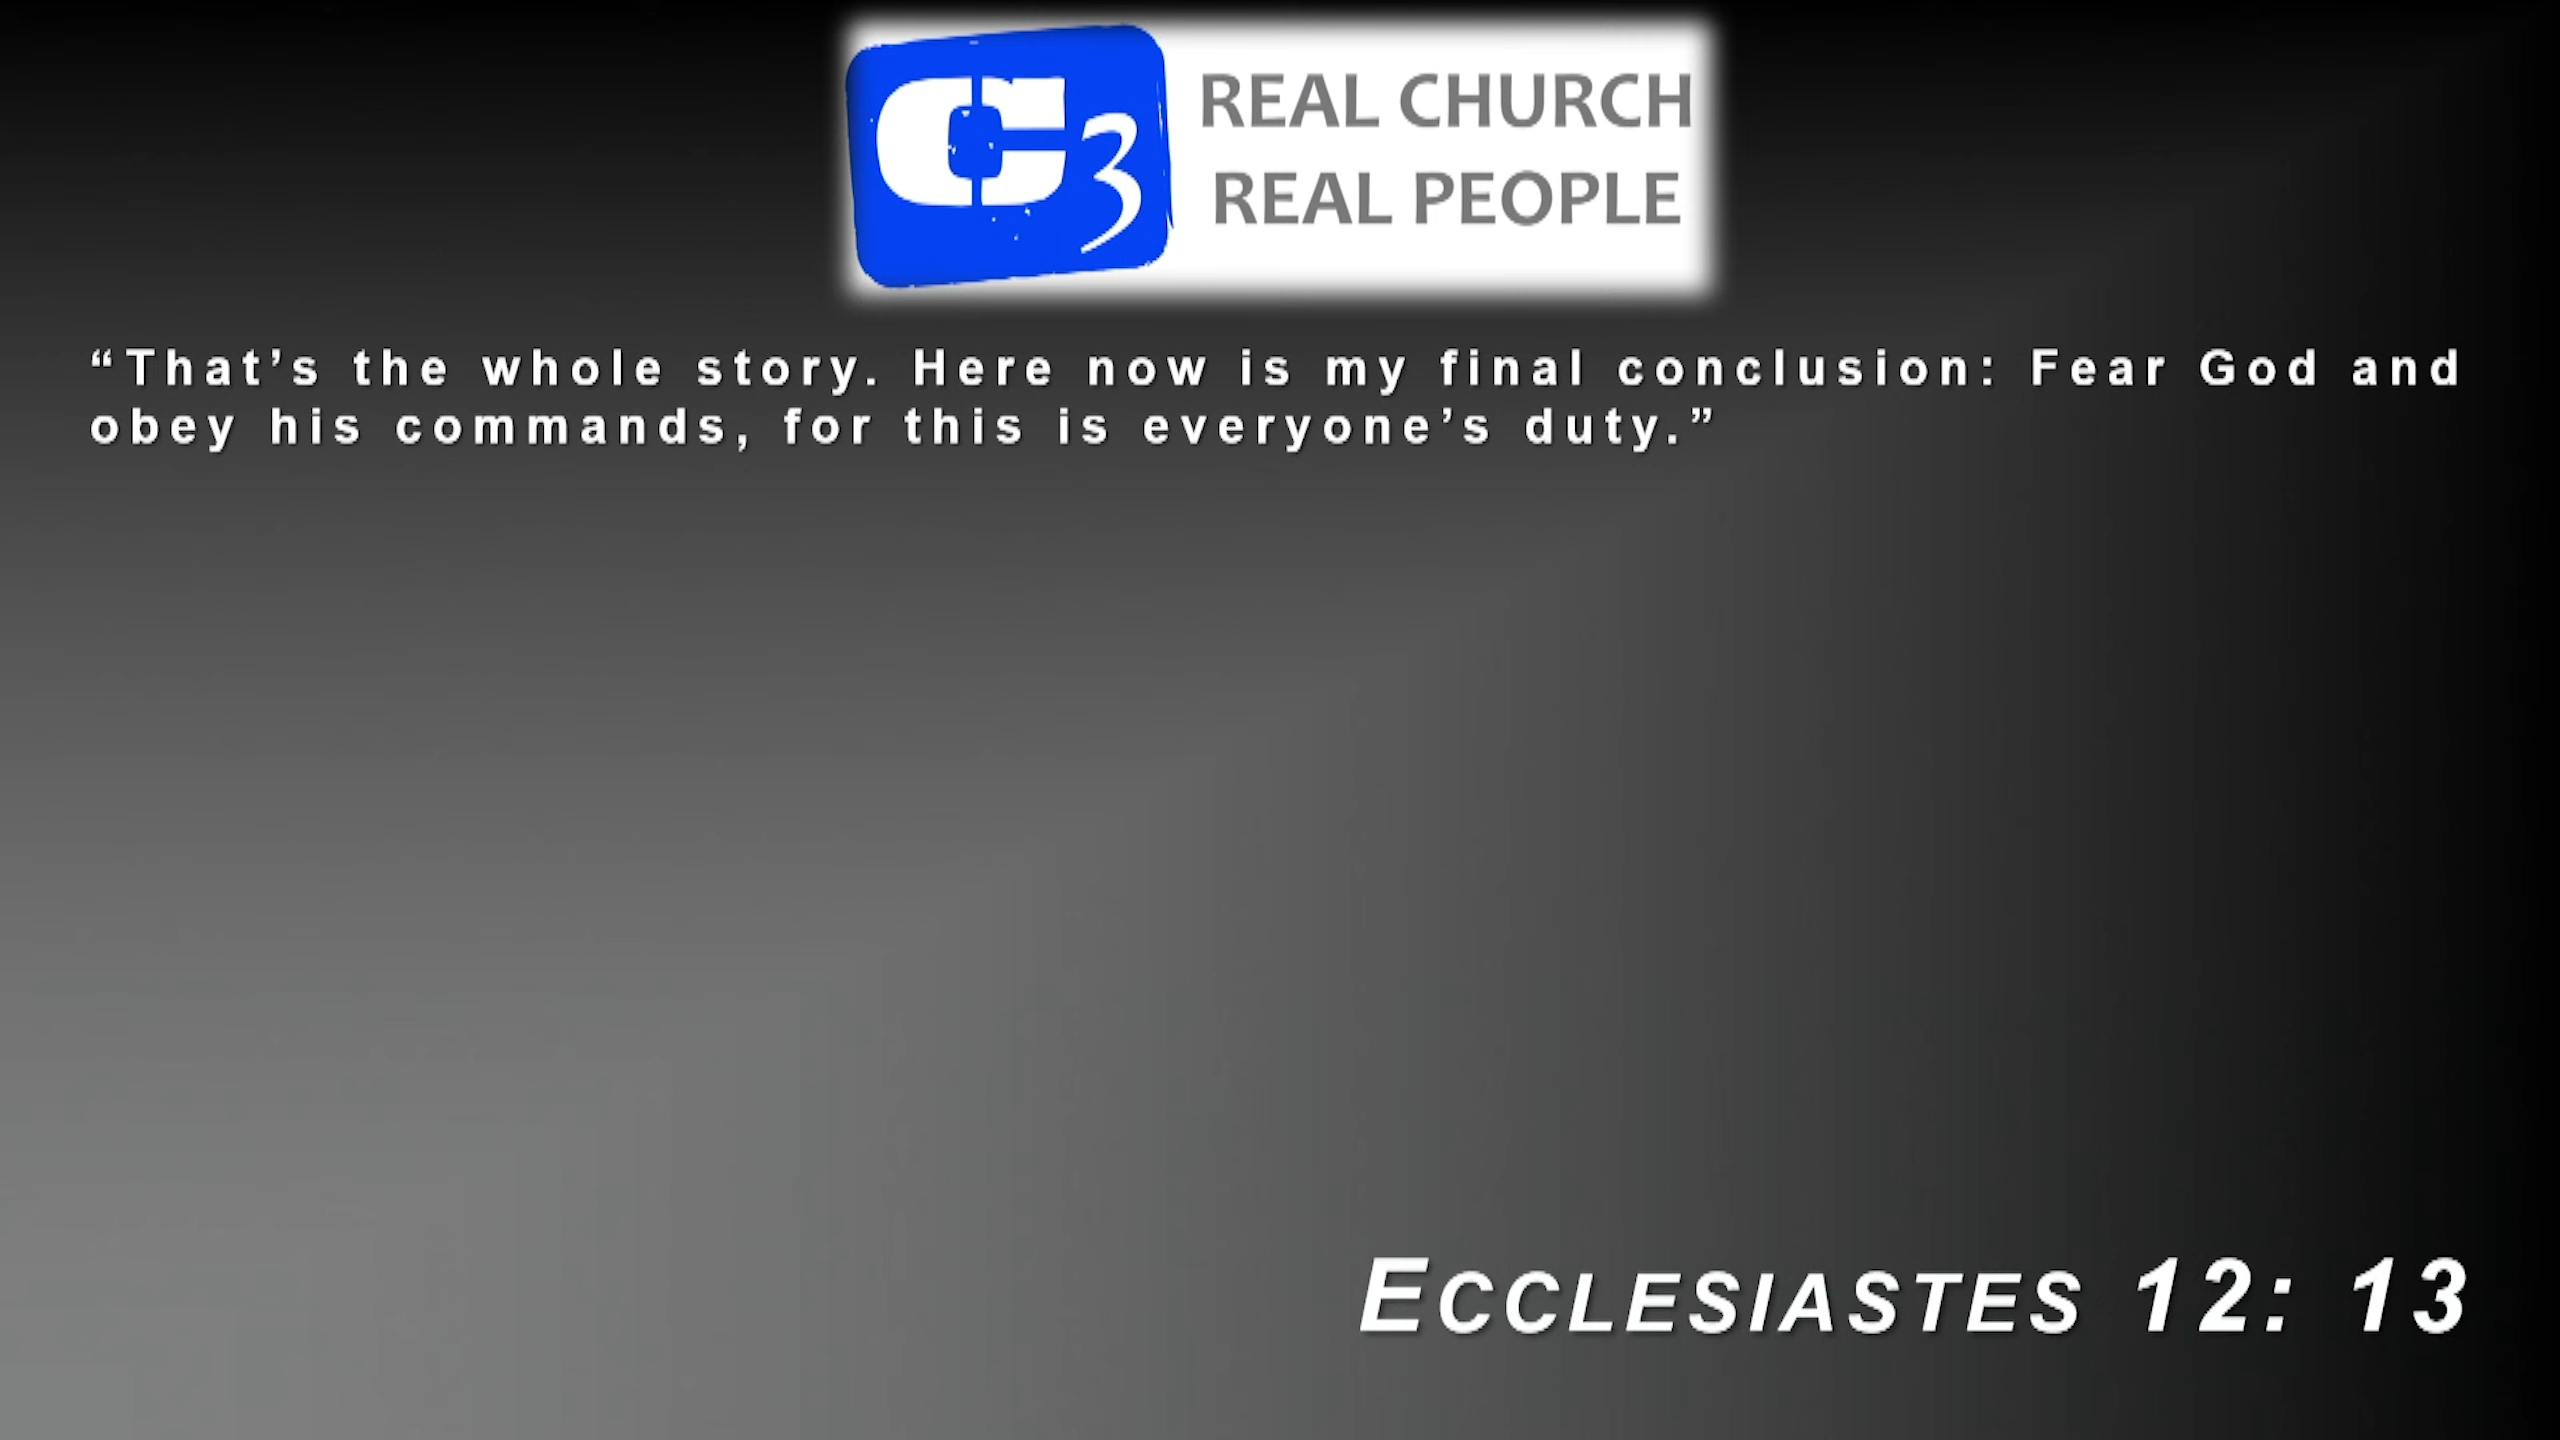 C3
REAL CHURCH
REAL PEOPLE
“That’s the whole story. Here now is my final conclusion: Fear God and
obey his commands, for this is everyone’s duty.”
ECCLESIASTES 12: 13